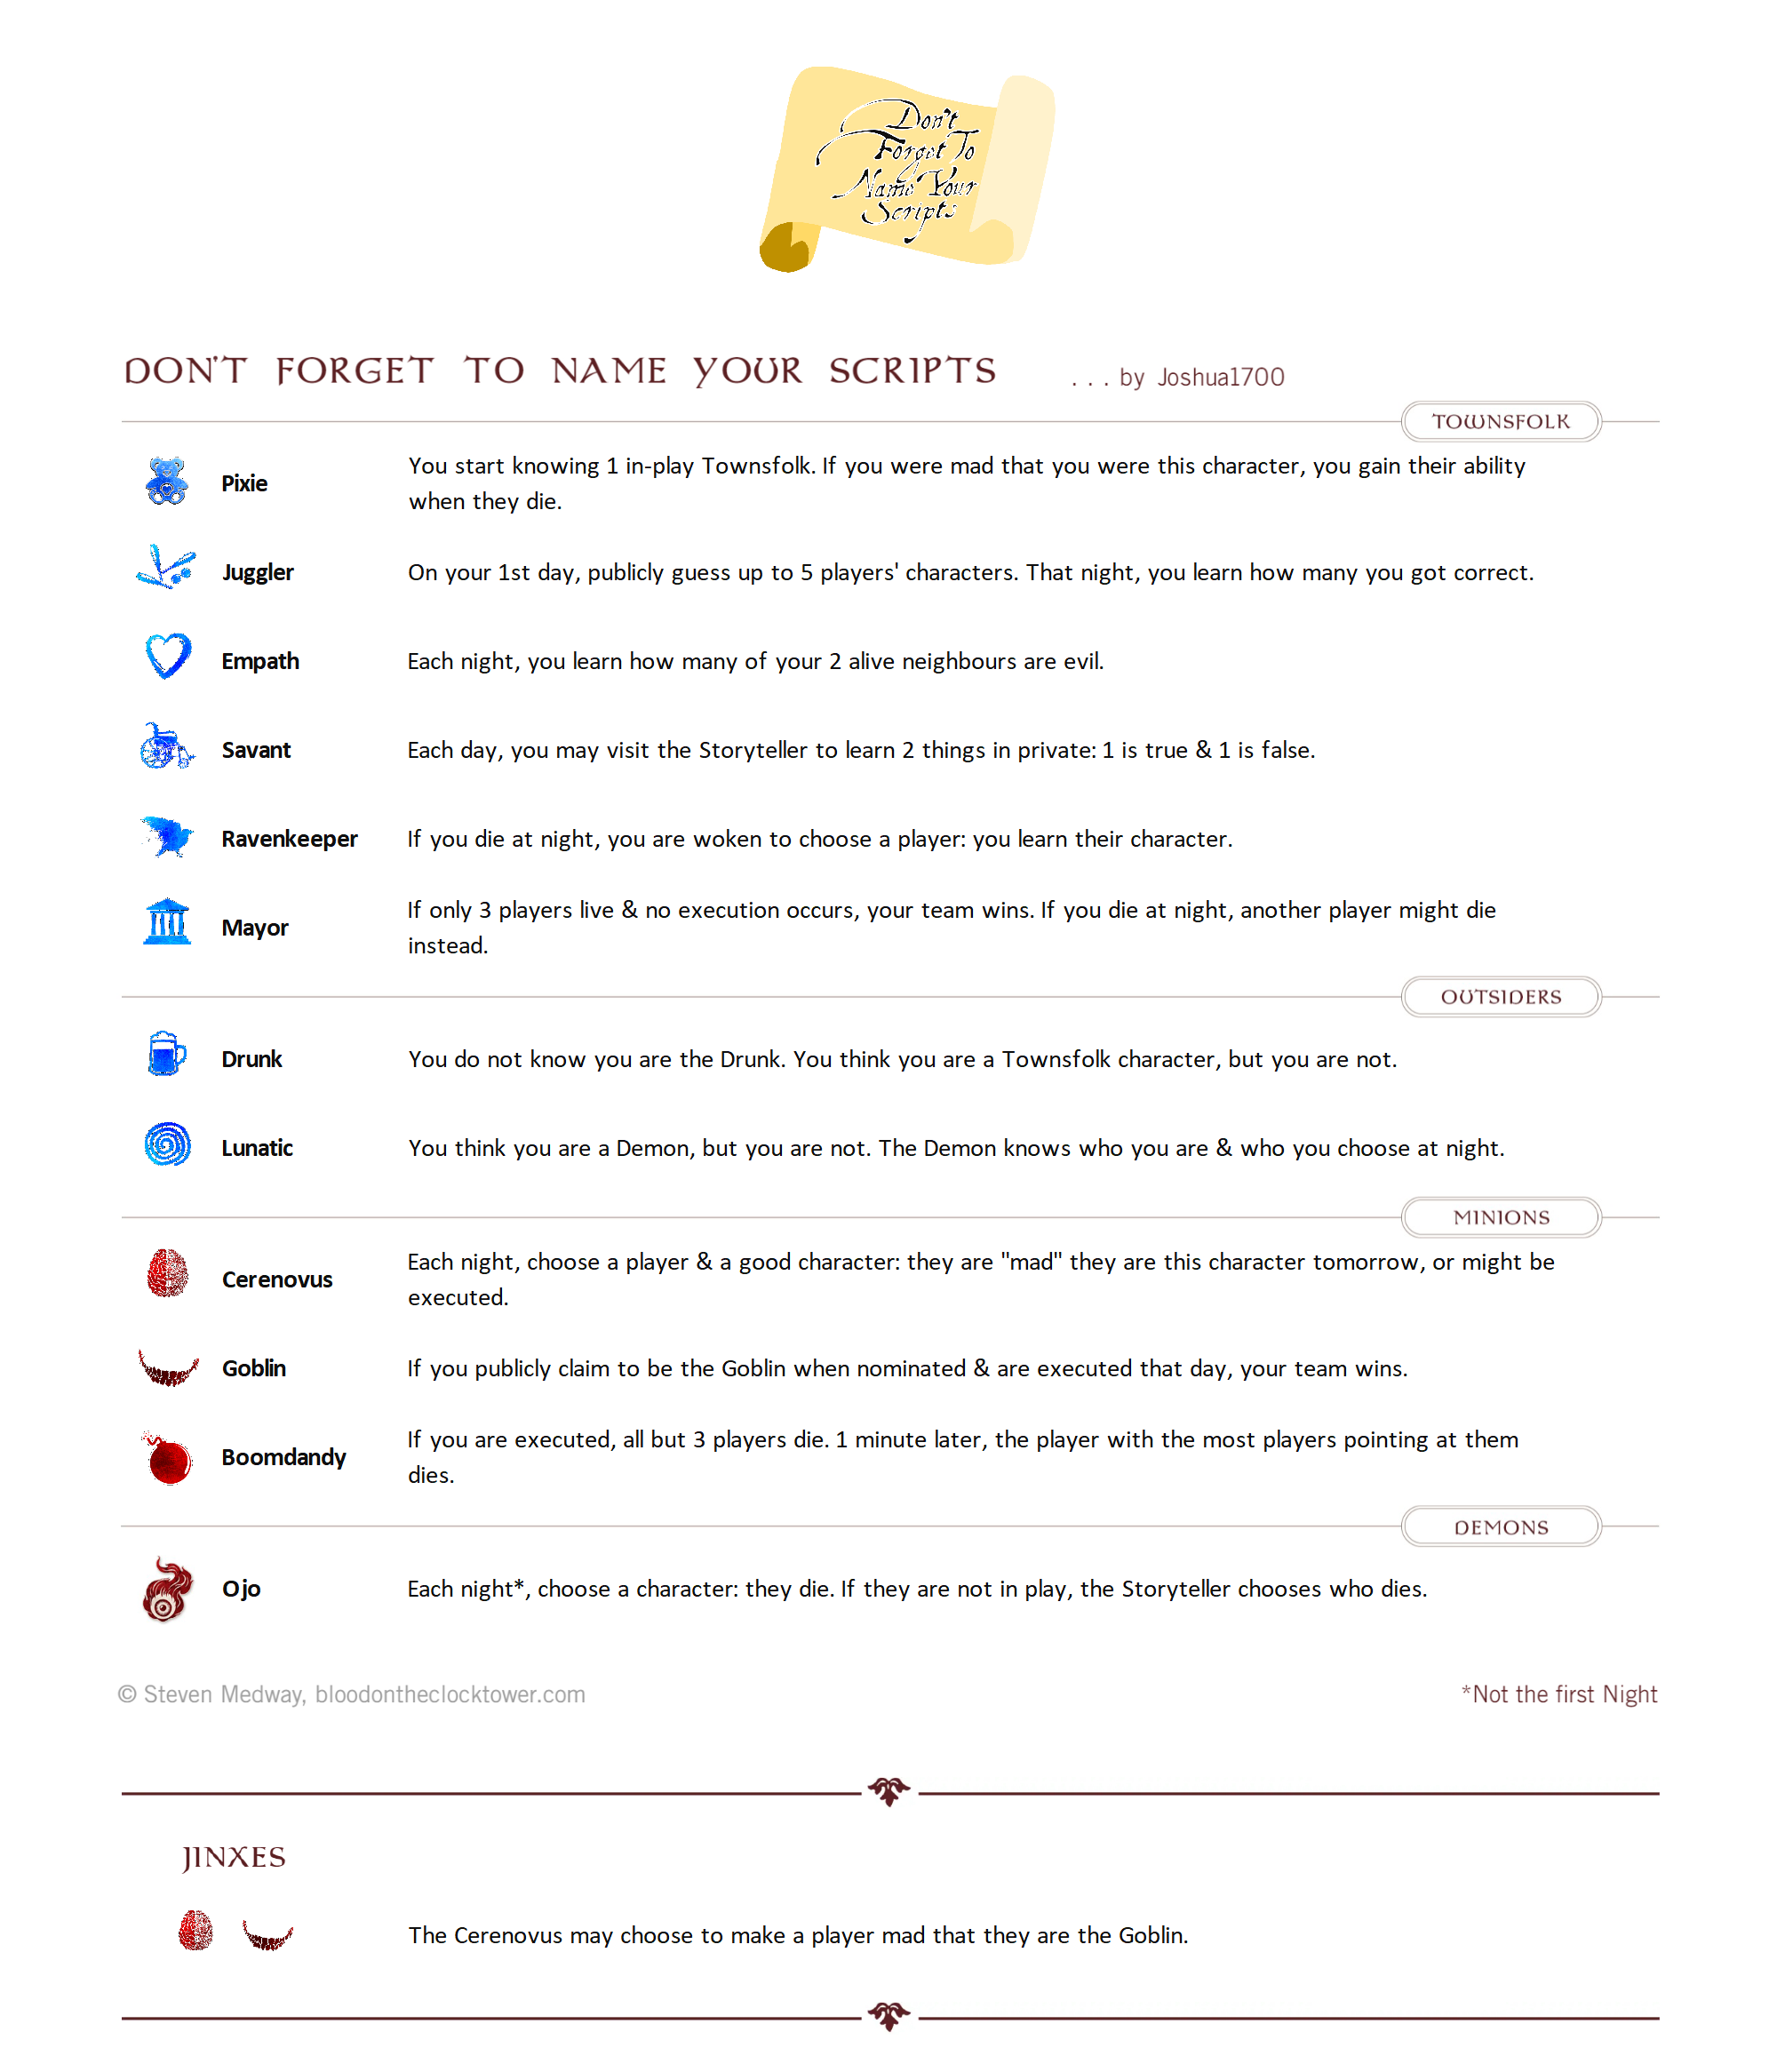 Don't
Forget To
Name Your
Scripts
DON'T FORGET TO NAME YOUR SCRIPTS
. . . by Joshua1700
TOWNSFOLK
Pixie
You start knowing 1 in-play Townsfolk. If you were mad that you were this character, you gain their ability
when they die.
Juggler
On your 1st day, publicly guess up to 5 players' characters. That night, you learn how many you got correct.
Empath
Each night, you learn how many of your 2 alive neighbours are evil.
Savant
Each day, you may visit the Storyteller to learn 2 things in private: 1 is true & 1 is false.
Ravenkeeper
If you die at night, you are woken to choose a player: you learn their character.
Mayor
If only 3 players live & no execution occurs, your team wins. If you die at night, another player might die
instead.
OUTSIDERS
Drunk
You do not know you are the Drunk. You think you are a Townsfolk character, but you are not.
Lunatic
You think you are a Demon, but you are not. The Demon knows who you are & who you choose at night.
MINIONS
Cerenovus
Each night, choose a player & a good character: they are "mad" they are this character tomorrow, or might be
executed.
Goblin
If you publicly claim to be the Goblin when nominated & are executed that day, your team wins.
Boomdandy
If you are executed, all but 3 players die. 1 minute later, the player with the most players pointing at them
dies.
DEMONS
Ojo
Each night*, choose a character: they die. If they are not in play, the Storyteller chooses who dies.
© Steven Medway, bloodontheclocktower.com
*Not the first Night
JINXES
The Cerenovus may choose to make a player mad that they are the Goblin.